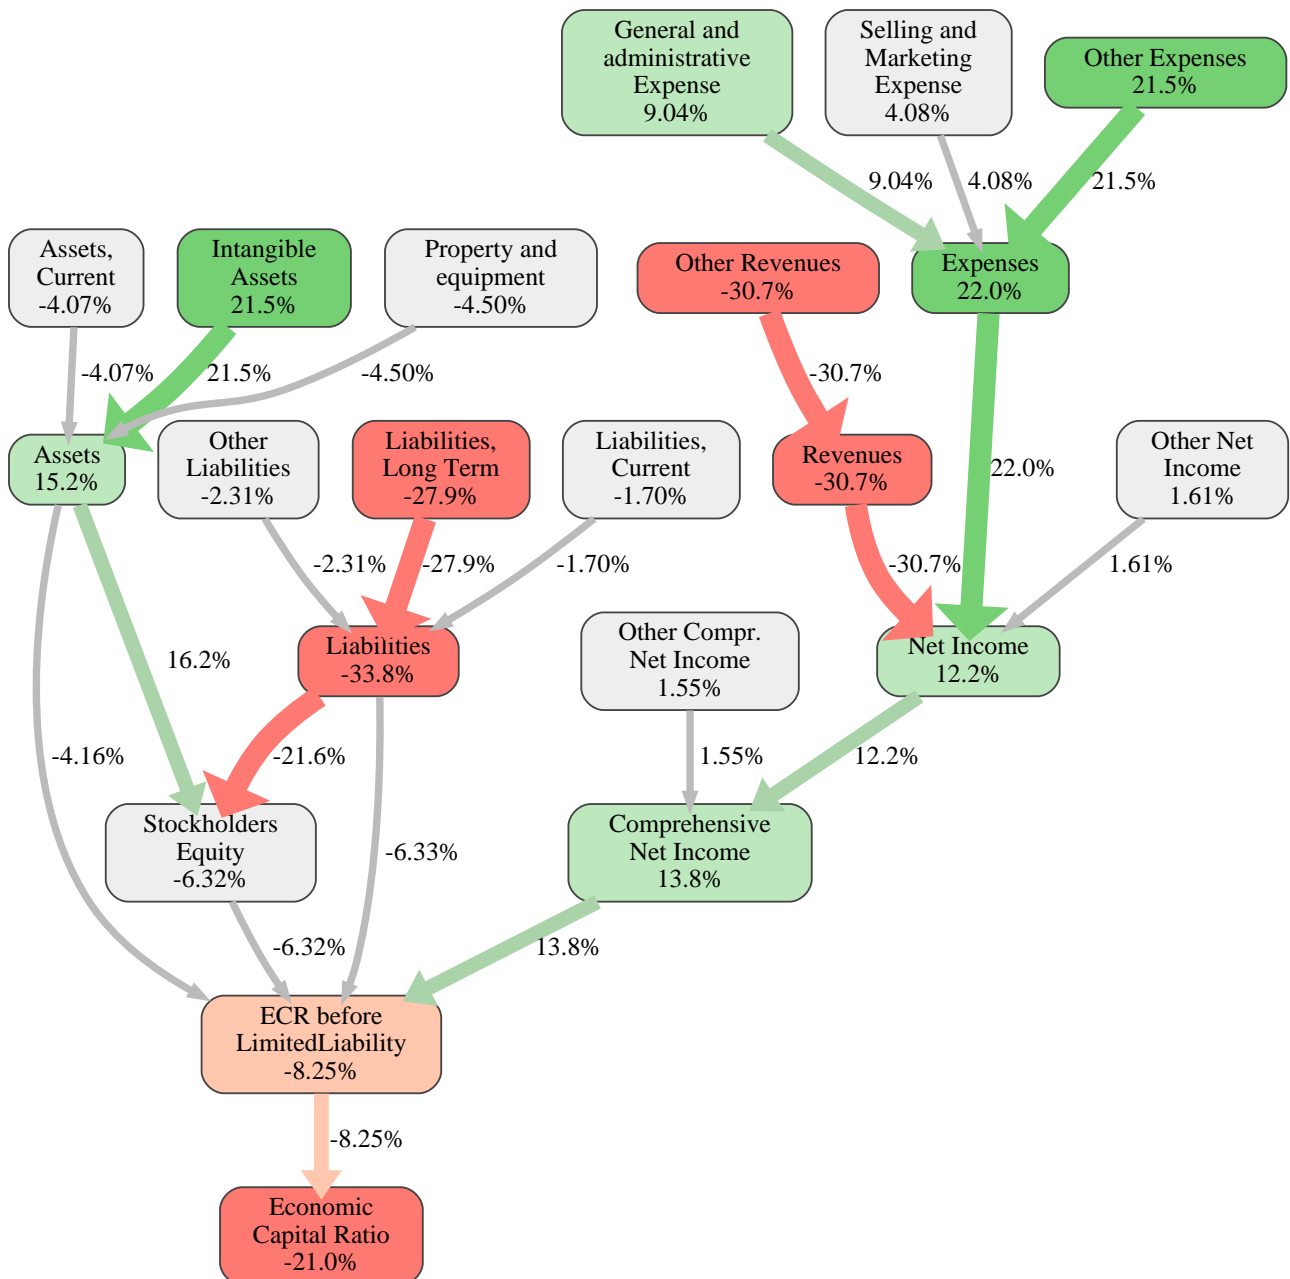 General and
administrative
Expense
9.04%
Selling and
Marketing
Expense
4.08%
Other Expenses
21.5%
9.04%
4.08%
21.5%
Assets,
Current
-4.07%
Intangible
Assets
21.5%
Property and
equipment
-4.50%
Other Revenues
-30.7%
Expenses
22.0%
-4.07%
21.5%
-4.50%
-30.7%
Assets
15.2%
Other
Liabilities
-2.31%
Liabilities,
Long Term
-27.9%
Liabilities,
Current
-1.70%
Revenues
-30.7%
22.0%
Other Net
Income
1.61%
-2.31%
-27.9%
-1.70%
-30.7%
1.61%
16.2%
Liabilities
-33.8%
Other Compr.
Net Income
1.55%
Net Income
12.2%
-4.16%
-21.6%
1.55%
12.2%
Stockholders
Equity
-6.32%
-6.33%
Comprehensive
Net Income
13.8%
-6.32%
13.8%
ECR before
LimitedLiability
-8.25%
-8.25%
Economic
Capital Ratio
-21.0%